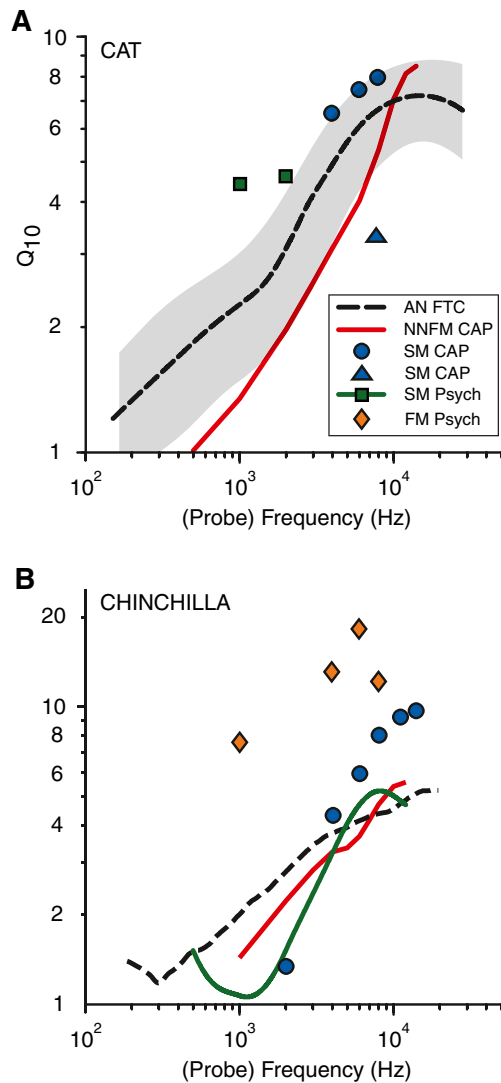 A
CAT
10
8
6
4
2
1
Q10
AN FTC
NNFM CAP
SM CAP
SM CAP
SM Psych
FM Psych
10² 10³ 10⁴
(Probe) Frequency (Hz)
B
CHINCHILLA
20
10
8
6
4
2
1
10² 10³ 10⁴
(Probe) Frequency (Hz)